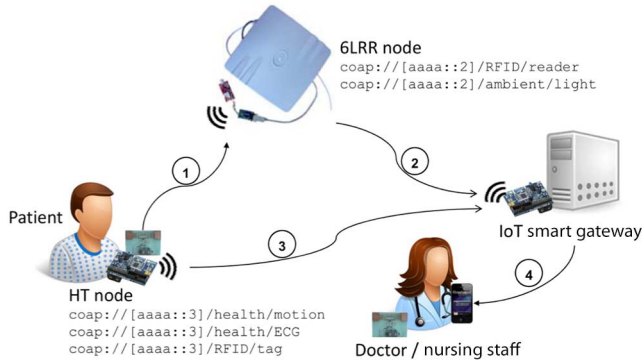 6LRR node
coap://[aaaa::2]/RFID/reader
coap://[aaaa::2]/ambient/light
1
2
Patient
3
IoT smart gateway
4
HT node
coap://[aaaa::3]/health/motion
coap://[aaaa::3]/health/ECG
coap://[aaaa::3]/RFID/tag
Doctor / nursing staff